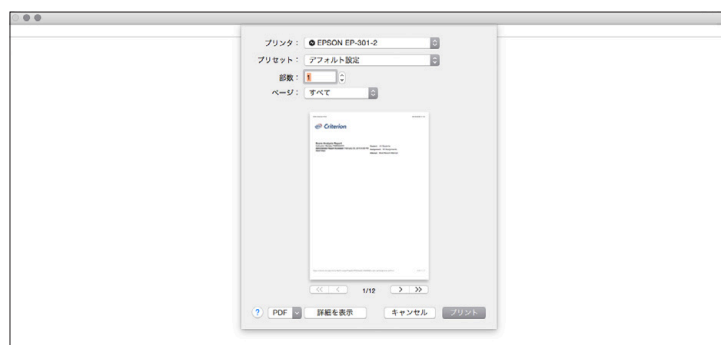 プリンタ： EPSON EP-301-2
プリセット： デフォルト設定
部数： 1
ページ： すべて
Criterion
1/12
? PDF 詳細を表示 キャンセル プリント